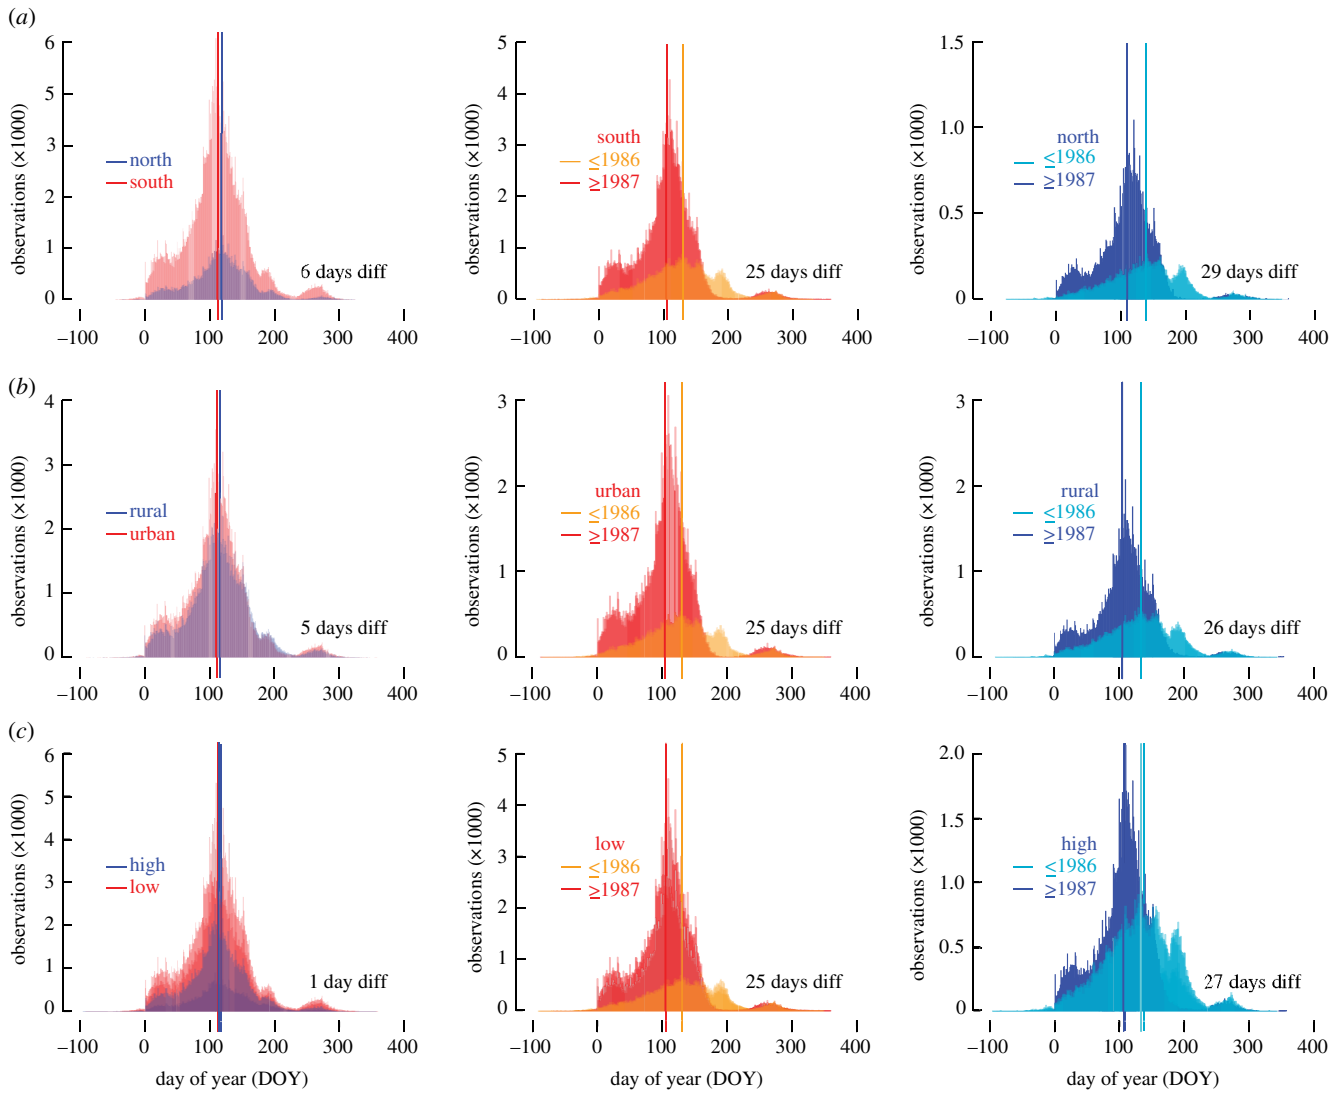 (a)
6
5
5
3
2
1
0
observations (×1000)
north
south
6 days diff
–100 0 100 200 300 400
5
4
3
2
1
0
observations (×1000)
south
≤1986
≥1987
25 days diff
–100 0 100 200 300 400
1.5
1.0
0.5
0
observations (×1000)
north
≤1986
≥1987
29 days diff
–100 0 100 200 300 400
(b)
4
3
2
1
0
observations (×1000)
rural
urban
5 days diff
–100 0 100 200 300 400
3
2
1
0
observations (×1000)
urban
≤1986
≥1987
25 days diff
–100 0 100 200 300 400
3
2
1
0
observations (×1000)
rural
≤1986
≥1987
26 days diff
–100 0 100 200 300 400
(c)
6
5
4
3
2
1
0
observations (×1000)
high
low
1 day diff
–100 0 100 200 300 400
day of year (DOY)
5
4
3
2
1
0
observations (×1000)
low
≤1986
≥1987
25 days diff
–100 0 100 200 300 400
day of year (DOY)
2.0
1.5
1.0
0.5
0
observations (×1000)
high
≤1986
≥1987
27 days diff
–100 0 100 200 300 400
day of year (DOY)